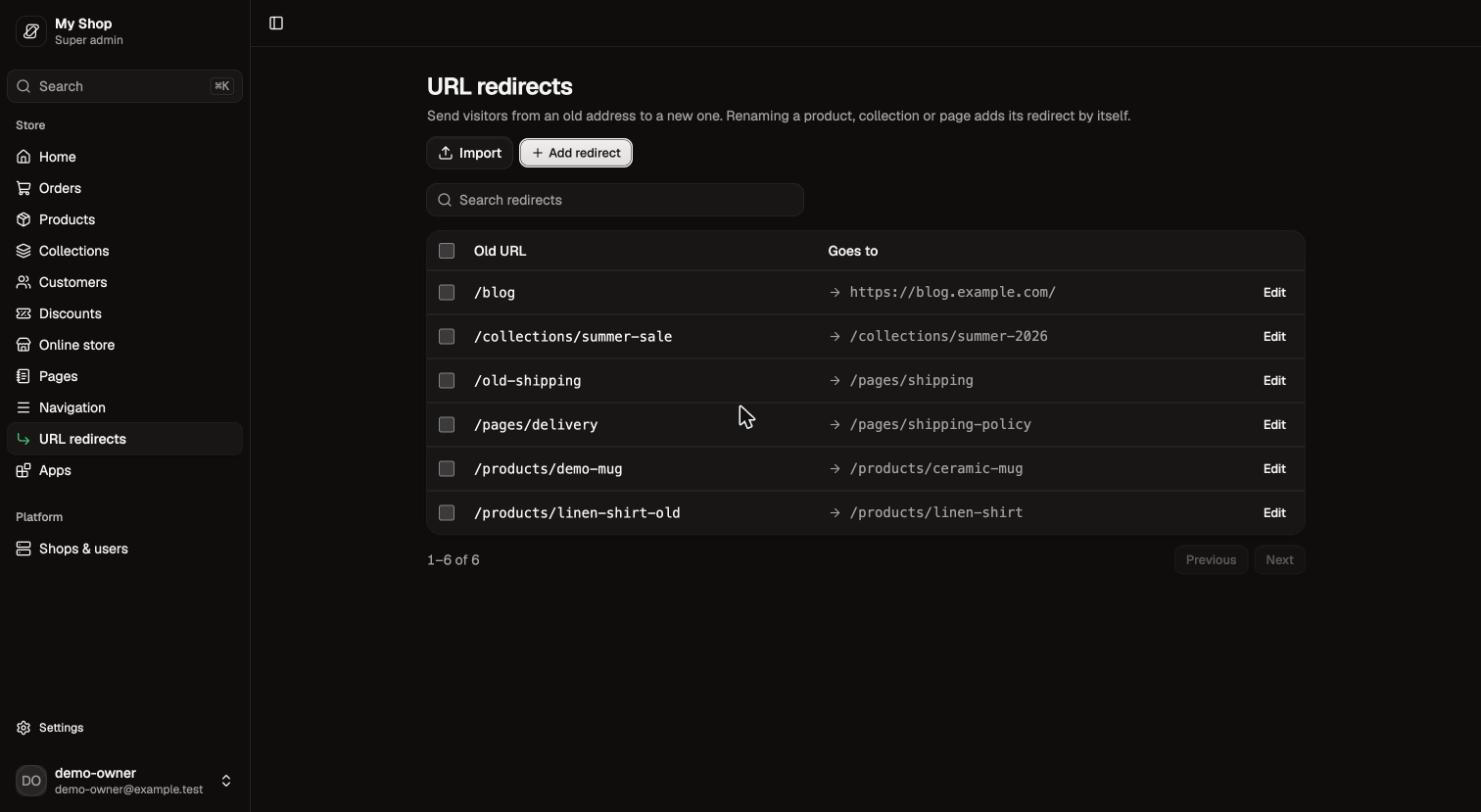 My Shop
Super admin
Search ⌘K
Store
Home
Orders
Products
Collections
Customers
Discounts
Online store
Pages
Navigation
URL redirects
Apps
Platform
Shops & users
Settings
DO
demo-owner
demo-owner@example.test
URL redirects
Send visitors from an old address to a new one. Renaming a product, collection or page adds its redirect by itself.
Import + Add redirect
Search redirects
Old URL Goes to
/blog → https://blog.example.com/ Edit
/collections/summer-sale → /collections/summer-2026 Edit
/old-shipping → /pages/shipping Edit
/pages/delivery → /pages/shipping-policy Edit
/products/demo-mug → /products/ceramic-mug Edit
/products/linen-shirt-old → /products/linen-shirt Edit
1–6 of 6 Previous Next